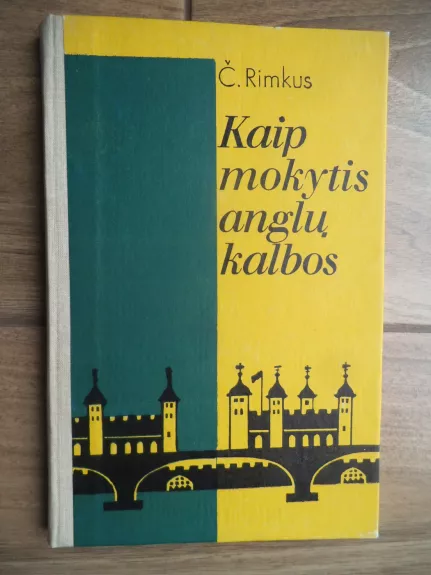 Č. Rimkus
Kaip
mokytis
anglų
kalbos